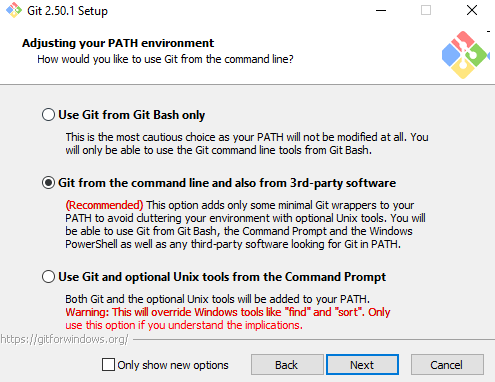 Git 2.50.1 Setup
Adjusting your PATH environment
How would you like to use Git from the command line?
Use Git from Git Bash only
This is the most cautious choice as your PATH will not be modified at all. You
will only be able to use the Git command line tools from Git Bash.
Git from the command line and also from 3rd-party software
(Recommended) This option adds only some minimal Git wrappers to your
PATH to avoid cluttering your environment with optional Unix tools. You will
be able to use Git from Git Bash, the Command Prompt and the Windows
PowerShell as well as any third-party software looking for Git in PATH.
Use Git and optional Unix tools from the Command Prompt
Both Git and the optional Unix tools will be added to your PATH.
Warning: This will override Windows tools like "find" and "sort". Only
use this option if you understand the implications.
https://gitforwindows.org/
Only show new options
Back
Next
Cancel